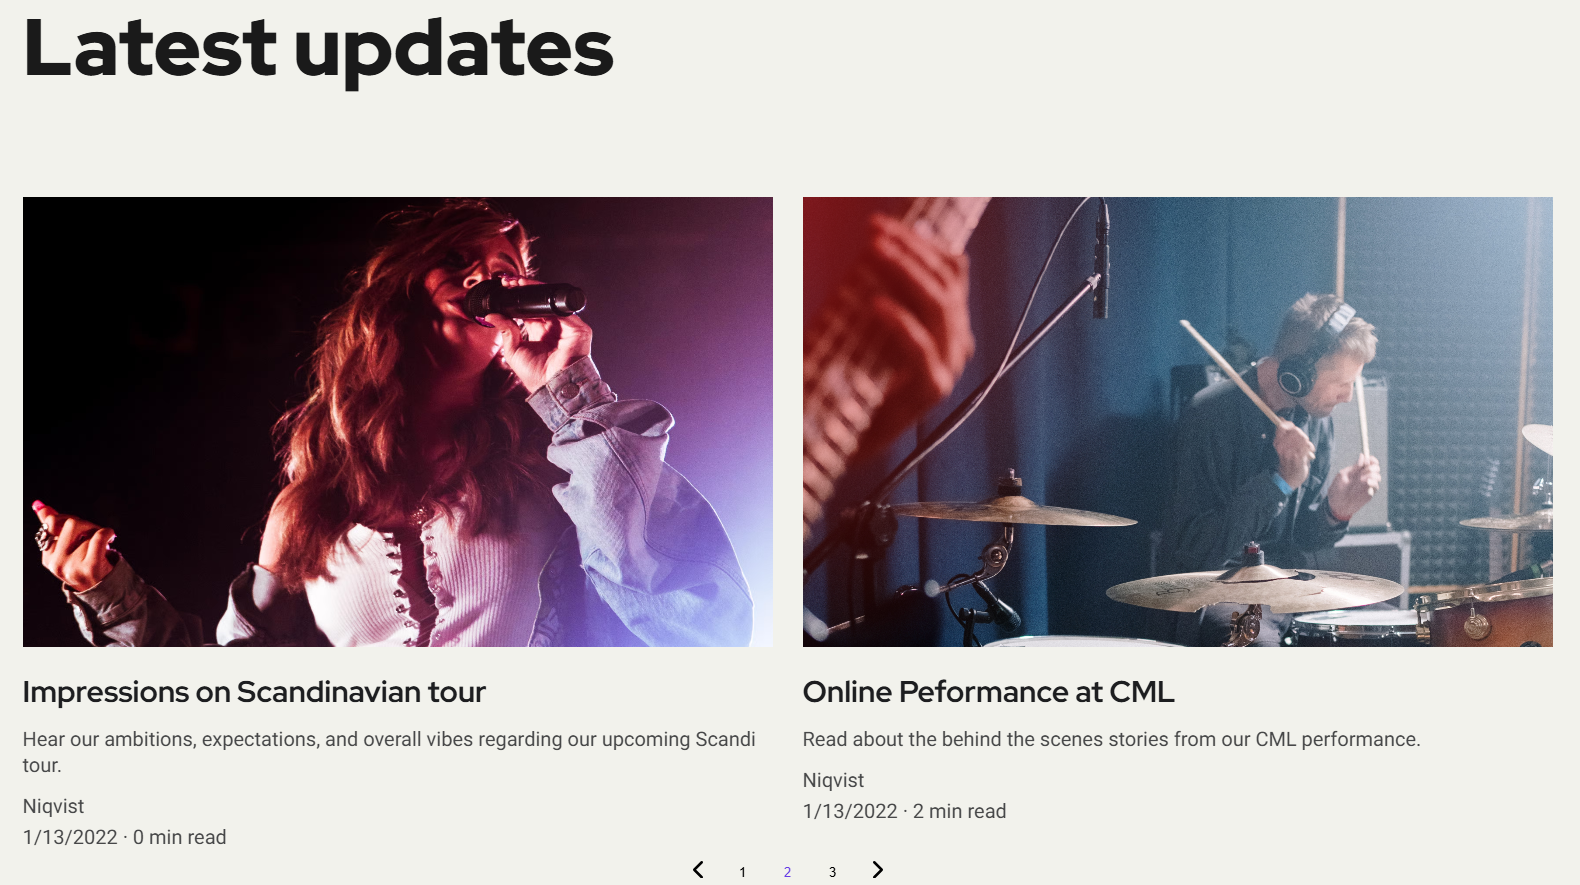 Latest updates
Impressions on Scandinavian tour
Hear our ambitions, expectations, and overall vibes regarding our upcoming Scandi
tour.
Niqvist
1/13/2022 · 0 min read
Online Peformance at CML
Read about the behind the scenes stories from our CML performance.
Niqvist
1/13/2022 · 2 min read
1 2 3